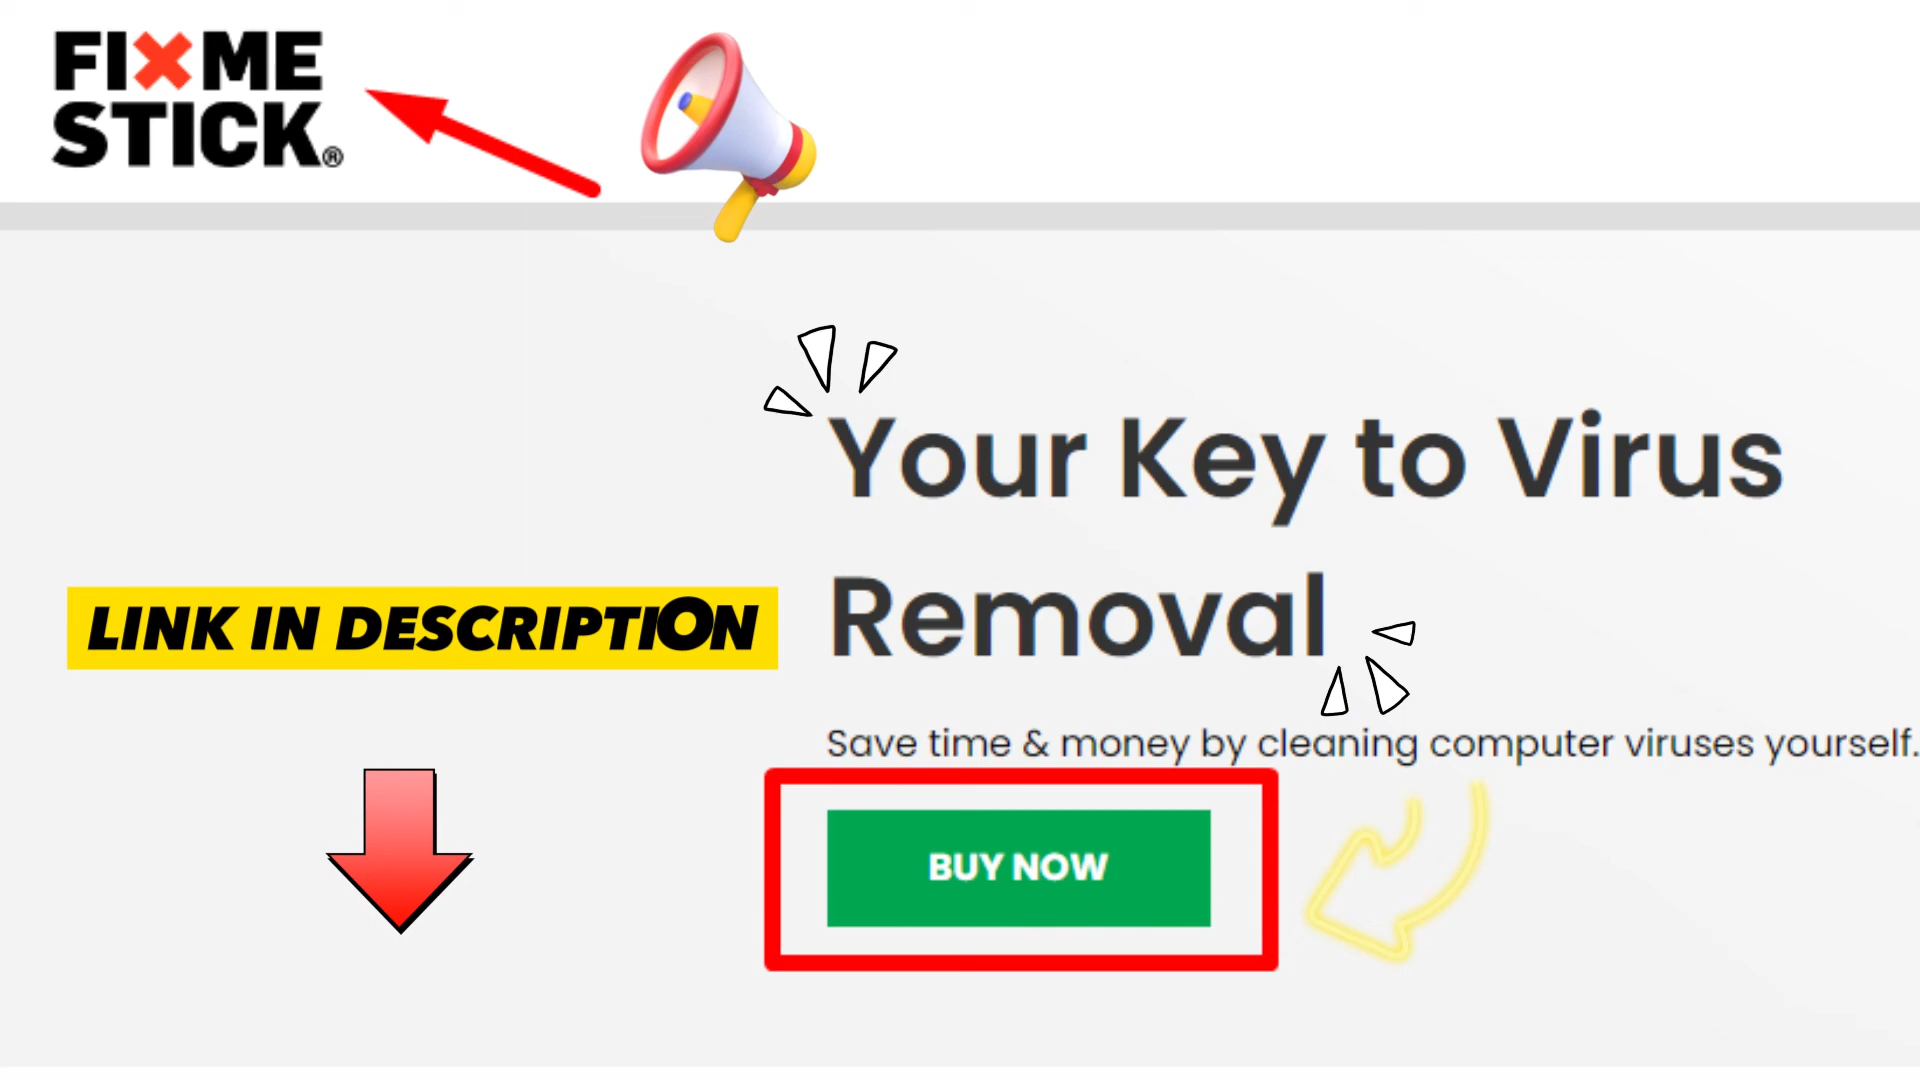 FIXME
STICK®
Your Key to Virus
Removal
LINK IN DESCRIPTION
Save time & money by cleaning computer viruses yourself.
BUY NOW